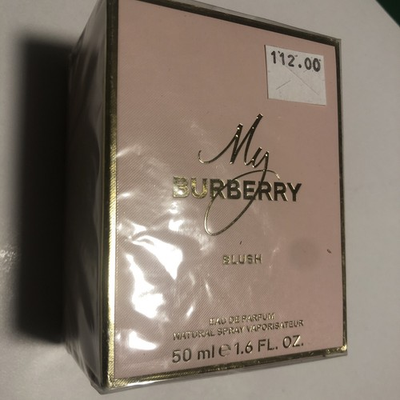 112.00
My
BURBERRY
BLUSH
EAU DE PARFUM
NATURAL SPRAY VAPORISATEUR
50 ml e 1.6 FL. OZ.